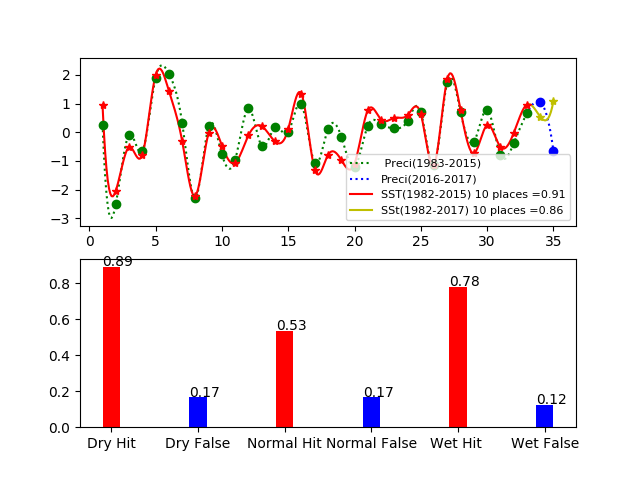 2
1
0
−1
−2
−3
Preci(1983-2015)
Preci(2016-2017)
SST(1982-2015) 10 places =0.91
SSt(1982-2017) 10 places =0.86
0 5 10 15 20 25 30 35
0.8
0.6
0.4
0.2
0.0
0.89
0.17
0.53
0.17
0.78
0.12
Dry Hit Dry False Normal Hit Normal False Wet Hit Wet False